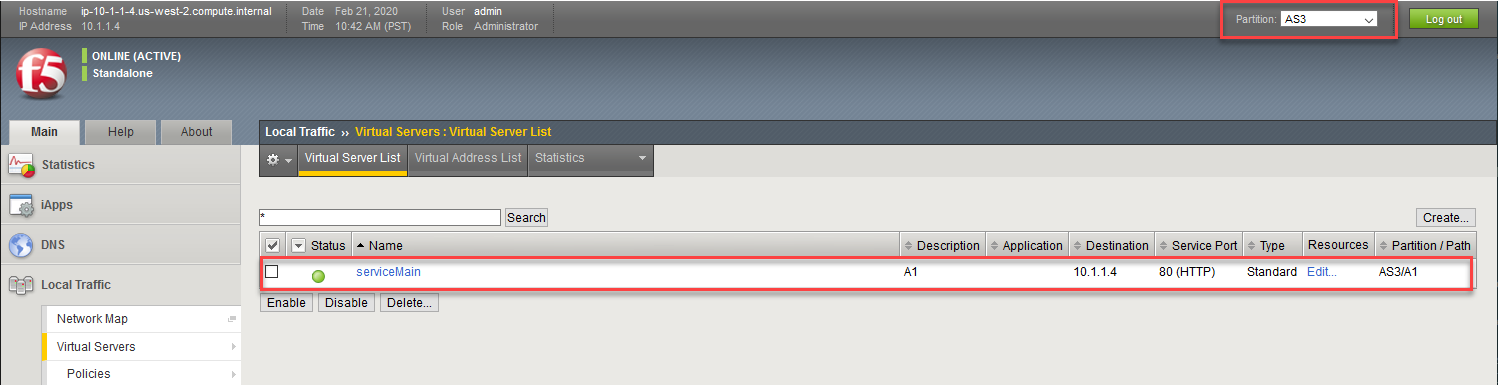 Hostname ip-10-1-1-4.us-west-2.compute.internal Date Feb 21, 2020 User admin Partition: AS3 Log out
IP Address 10.1.1.4 Time 10:42 AM (PST) Role Administrator
f5
ONLINE (ACTIVE)
Standalone
Main Help About
Local Traffic ›› Virtual Servers : Virtual Server List
Virtual Server List Virtual Address List Statistics
Statistics
iApps
DNS
Local Traffic
Network Map
Virtual Servers
Policies
* Search Create...
Status Name Description Application Destination Service Port Type Resources Partition / Path
serviceMain A1 10.1.1.4 80 (HTTP) Standard Edit... AS3/A1
Enable Disable Delete...